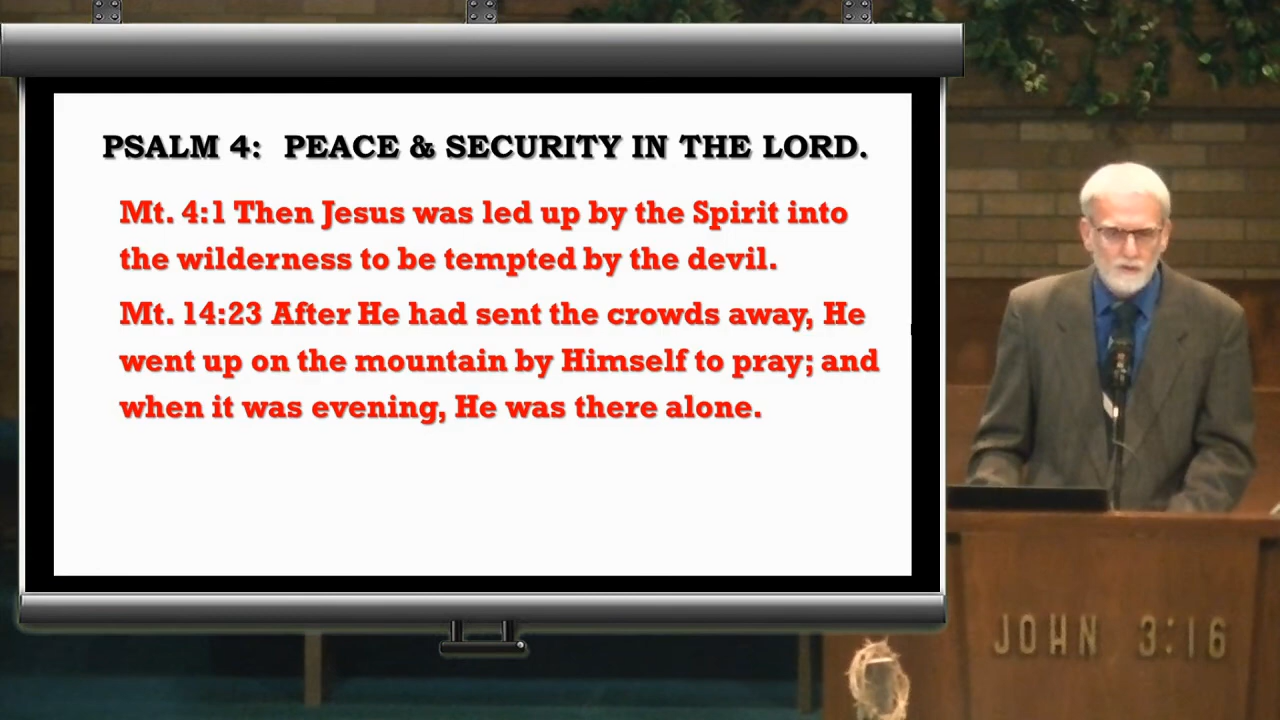 PSALM 4: PEACE & SECURITY IN THE LORD.
Mt. 4:1 Then Jesus was led up by the Spirit into
the wilderness to be tempted by the devil.
Mt. 14:23 After He had sent the crowds away, He
went up on the mountain by Himself to pray; and
when it was evening, He was there alone.
JOHN 3:16